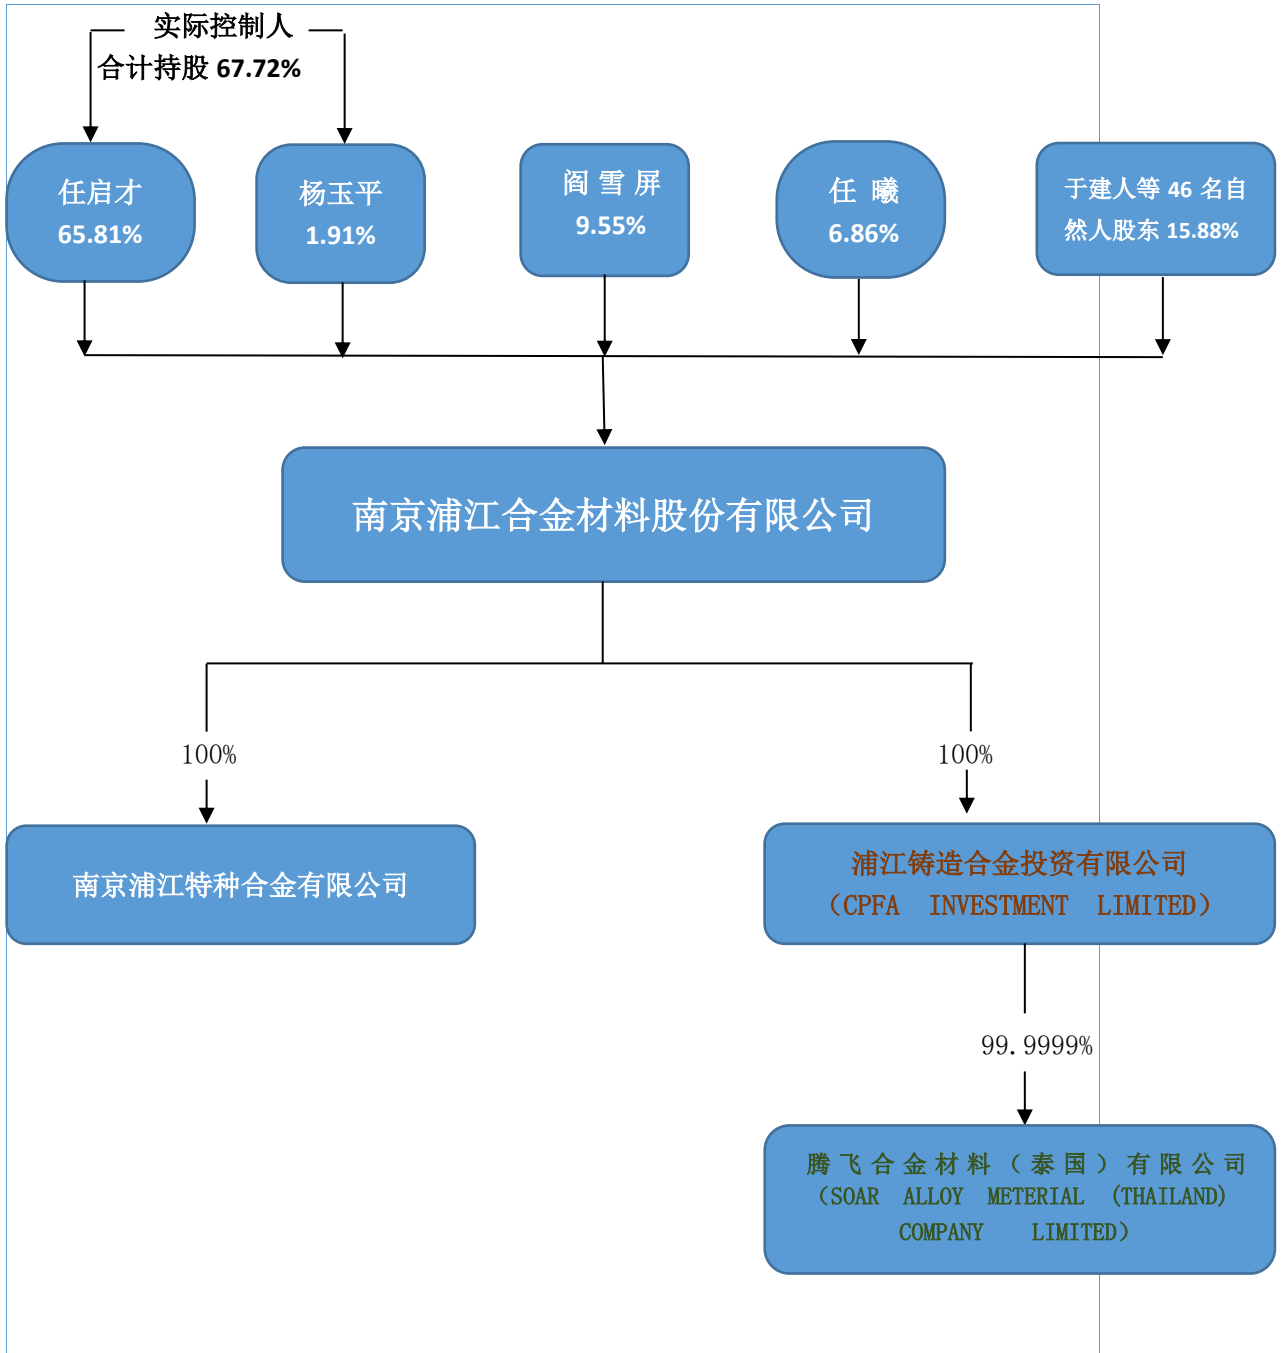 实际控制人
合计持股 67.72%
任启才
65.81%
杨玉平
1.91%
阎雪屏
9.55%
任 曦
6.86%
于建人等 46 名自
然人股东 15.88%
南京浦江合金材料股份有限公司
100%
100%
南京浦江特种合金有限公司
浦江铸造合金投资有限公司
（CPFA INVESTMENT LIMITED）
99.9999%
腾飞合金材料（泰国）有限公司
（SOAR ALLOY METERIAL (THAILAND)
COMPANY LIMITED）